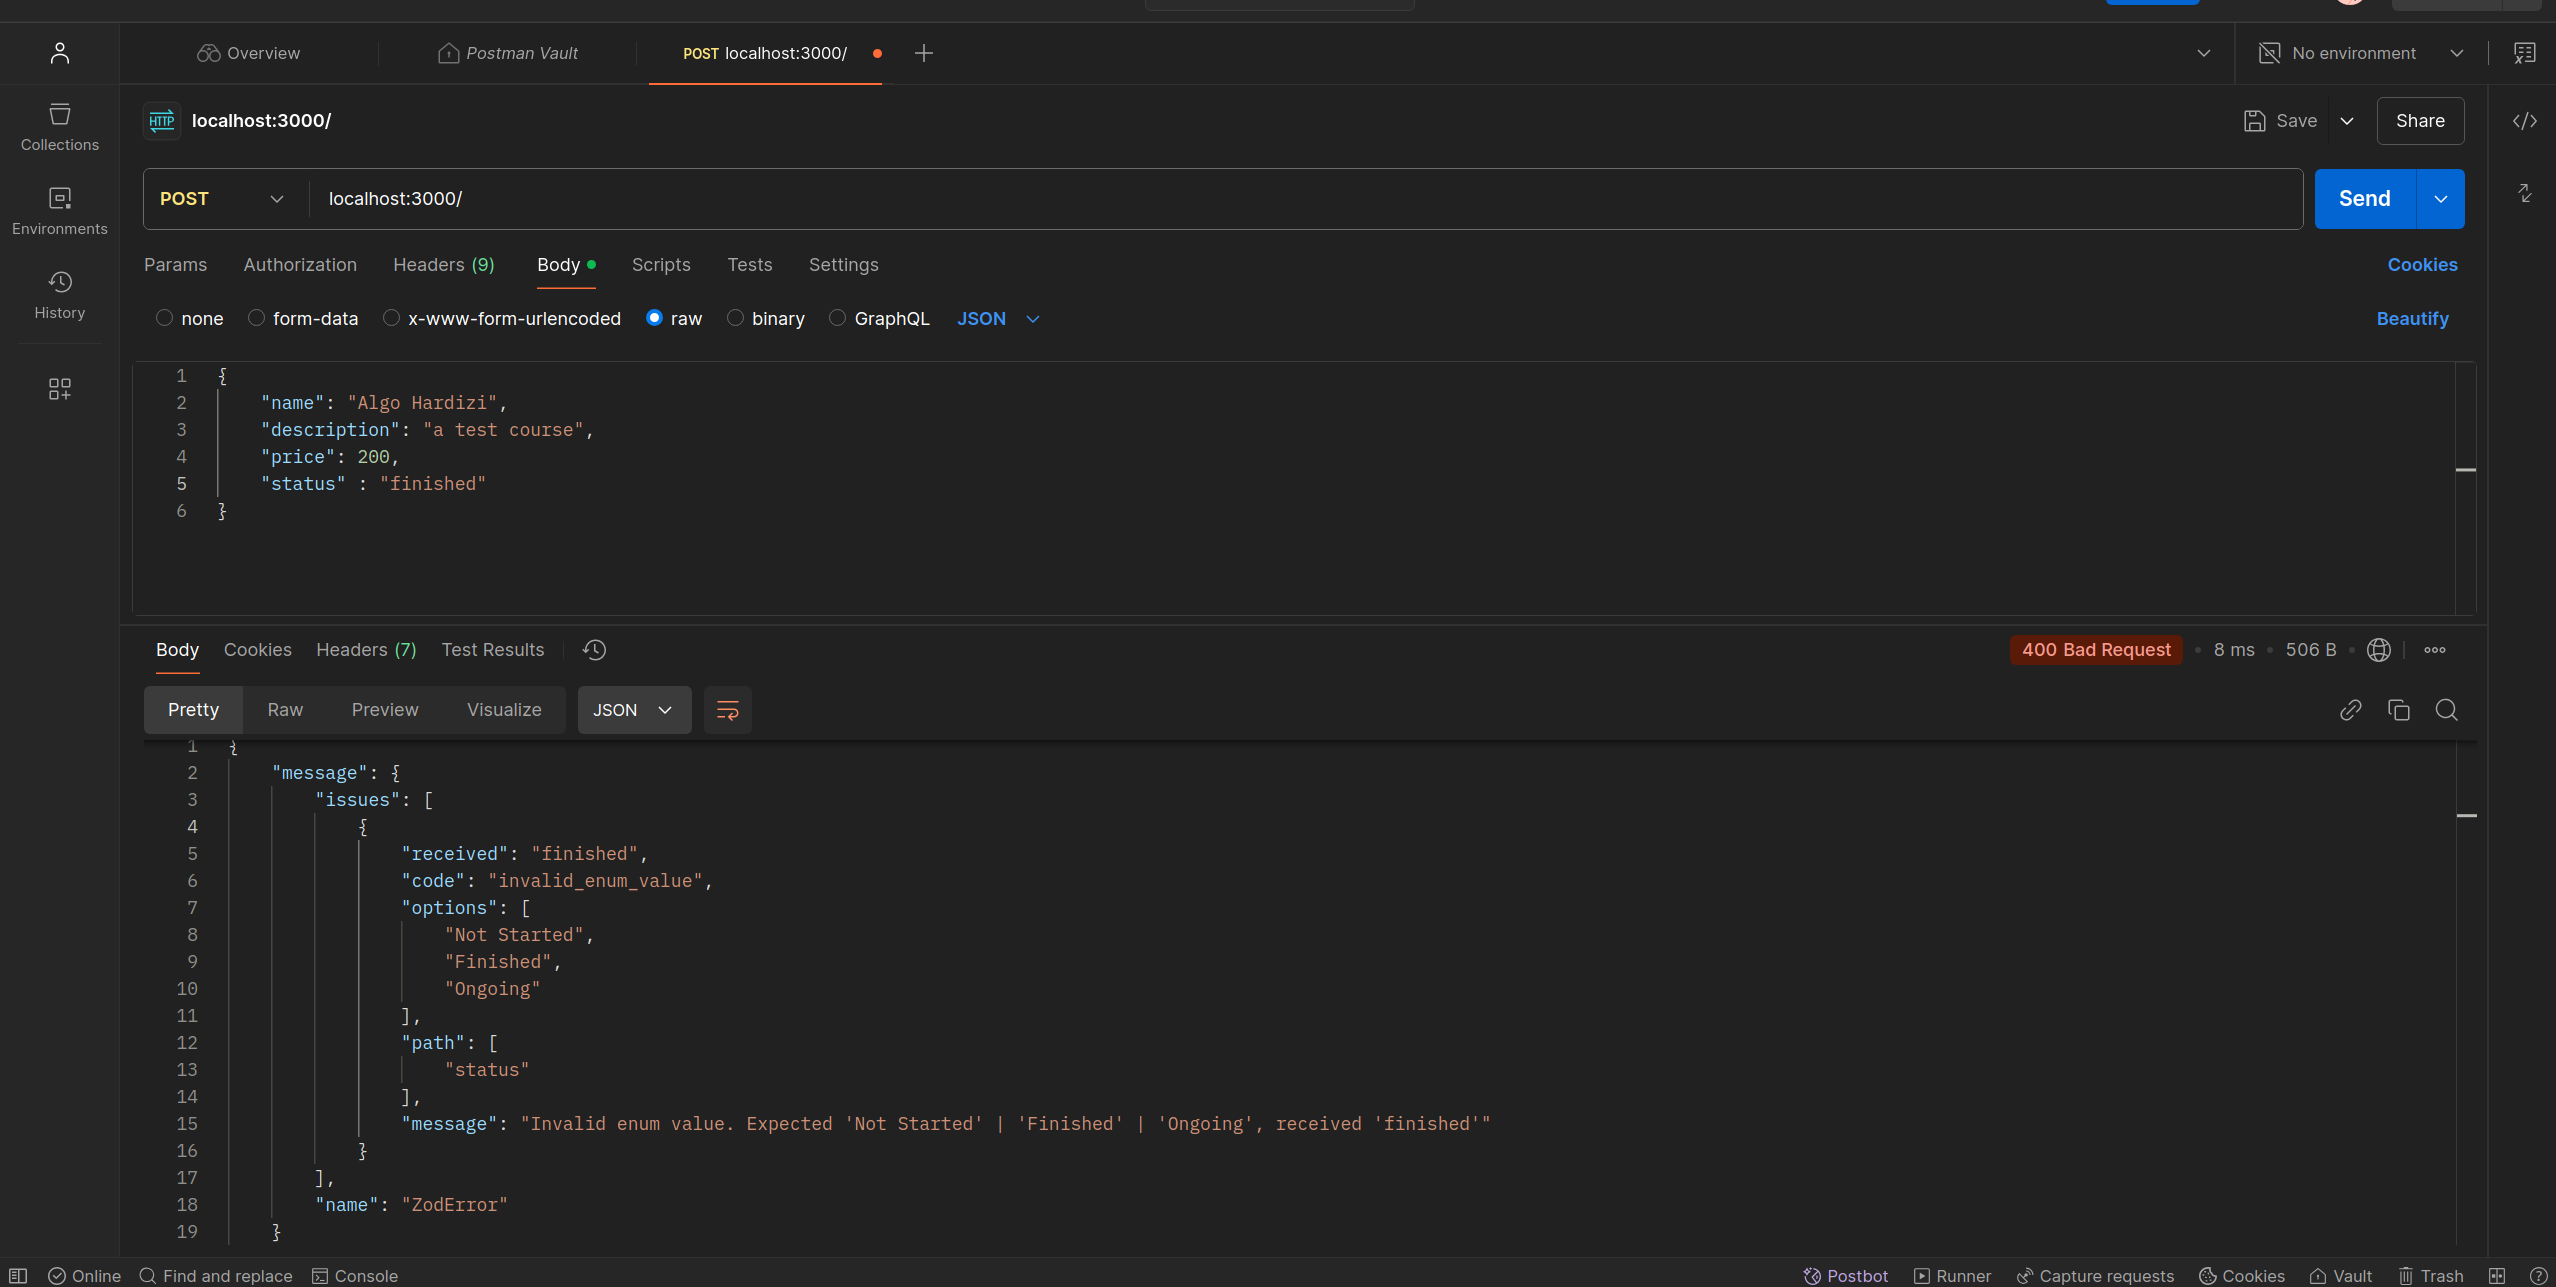 Overview
Postman Vault
POST localhost:3000/
No environment
HTTP localhost:3000/
Save
Share
Collections
Environments
History
POST localhost:3000/
Send
Params Authorization Headers (9) Body Scripts Tests Settings
Cookies
none form-data x-www-form-urlencoded raw binary GraphQL JSON
Beautify
1 {
2 "name": "Algo Hardizi",
3 "description": "a test course",
4 "price": 200,
5 "status" : "finished"
6 }
Body Cookies Headers (7) Test Results
400 Bad Request • 8 ms • 506 B
Pretty Raw Preview Visualize JSON
1 {
2 "message": {
3 "issues": [
4 {
5 "received": "finished",
6 "code": "invalid_enum_value",
7 "options": [
8 "Not Started",
9 "Finished",
10 "Ongoing"
11 ],
12 "path": [
13 "status"
14 ],
15 "message": "Invalid enum value. Expected 'Not Started' | 'Finished' | 'Ongoing', received 'finished'"
16 }
17 ],
18 "name": "ZodError"
19 }
Online Find and replace Console
Postbot Runner Capture requests Cookies Vault Trash